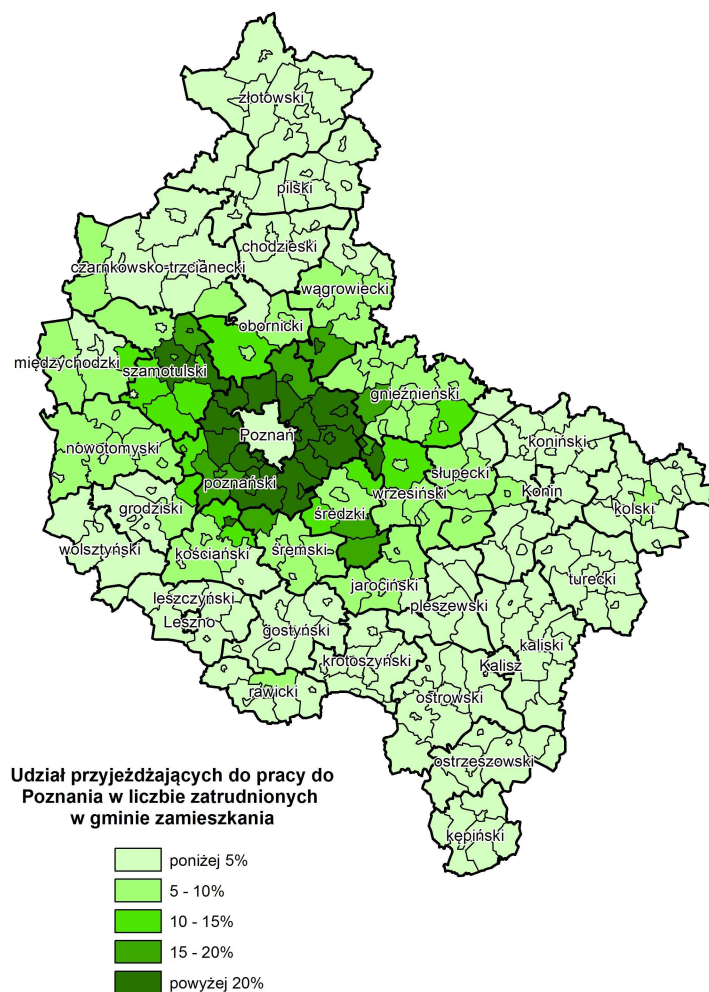 złotowski
pilski
chodzieski
czarnkowsko-trzcianecki
wągrowiecki
obornicki
międzychodzki
szamotulski
gnieźnieński
Poznań
koniński
nowotomyski
słupecki
poznański
Konin
wrzesiński
grodziski
średzki
kolski
wolsztyński
kościański
śremski
turecki
jarociński
leszczyński
pleszewski
Leszno
gostyński
kaliski
krotoszyński
Kalisz
rawicki
ostrowski
ostrzeszowski
kępiński
Udział przyjeżdżających do pracy do
Poznania w liczbie zatrudnionych
w gminie zamieszkania
poniżej 5%
5 - 10%
10 - 15%
15 - 20%
powyżej 20%